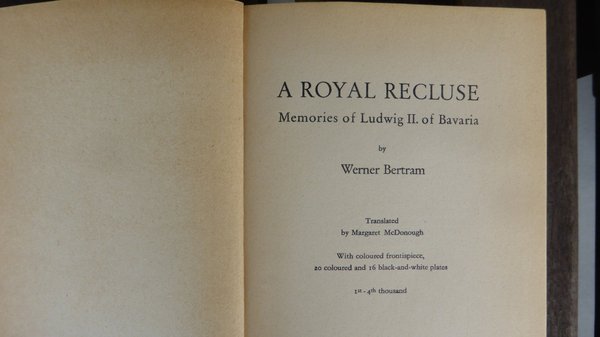 A ROYAL RECLUSE
Memories of Ludwig II. of Bavaria
by
Werner Bertram
Translated
by Margaret McDonough
With coloured frontispiece,
20 coloured and 16 black-and-white plates
1st - 4th thousand